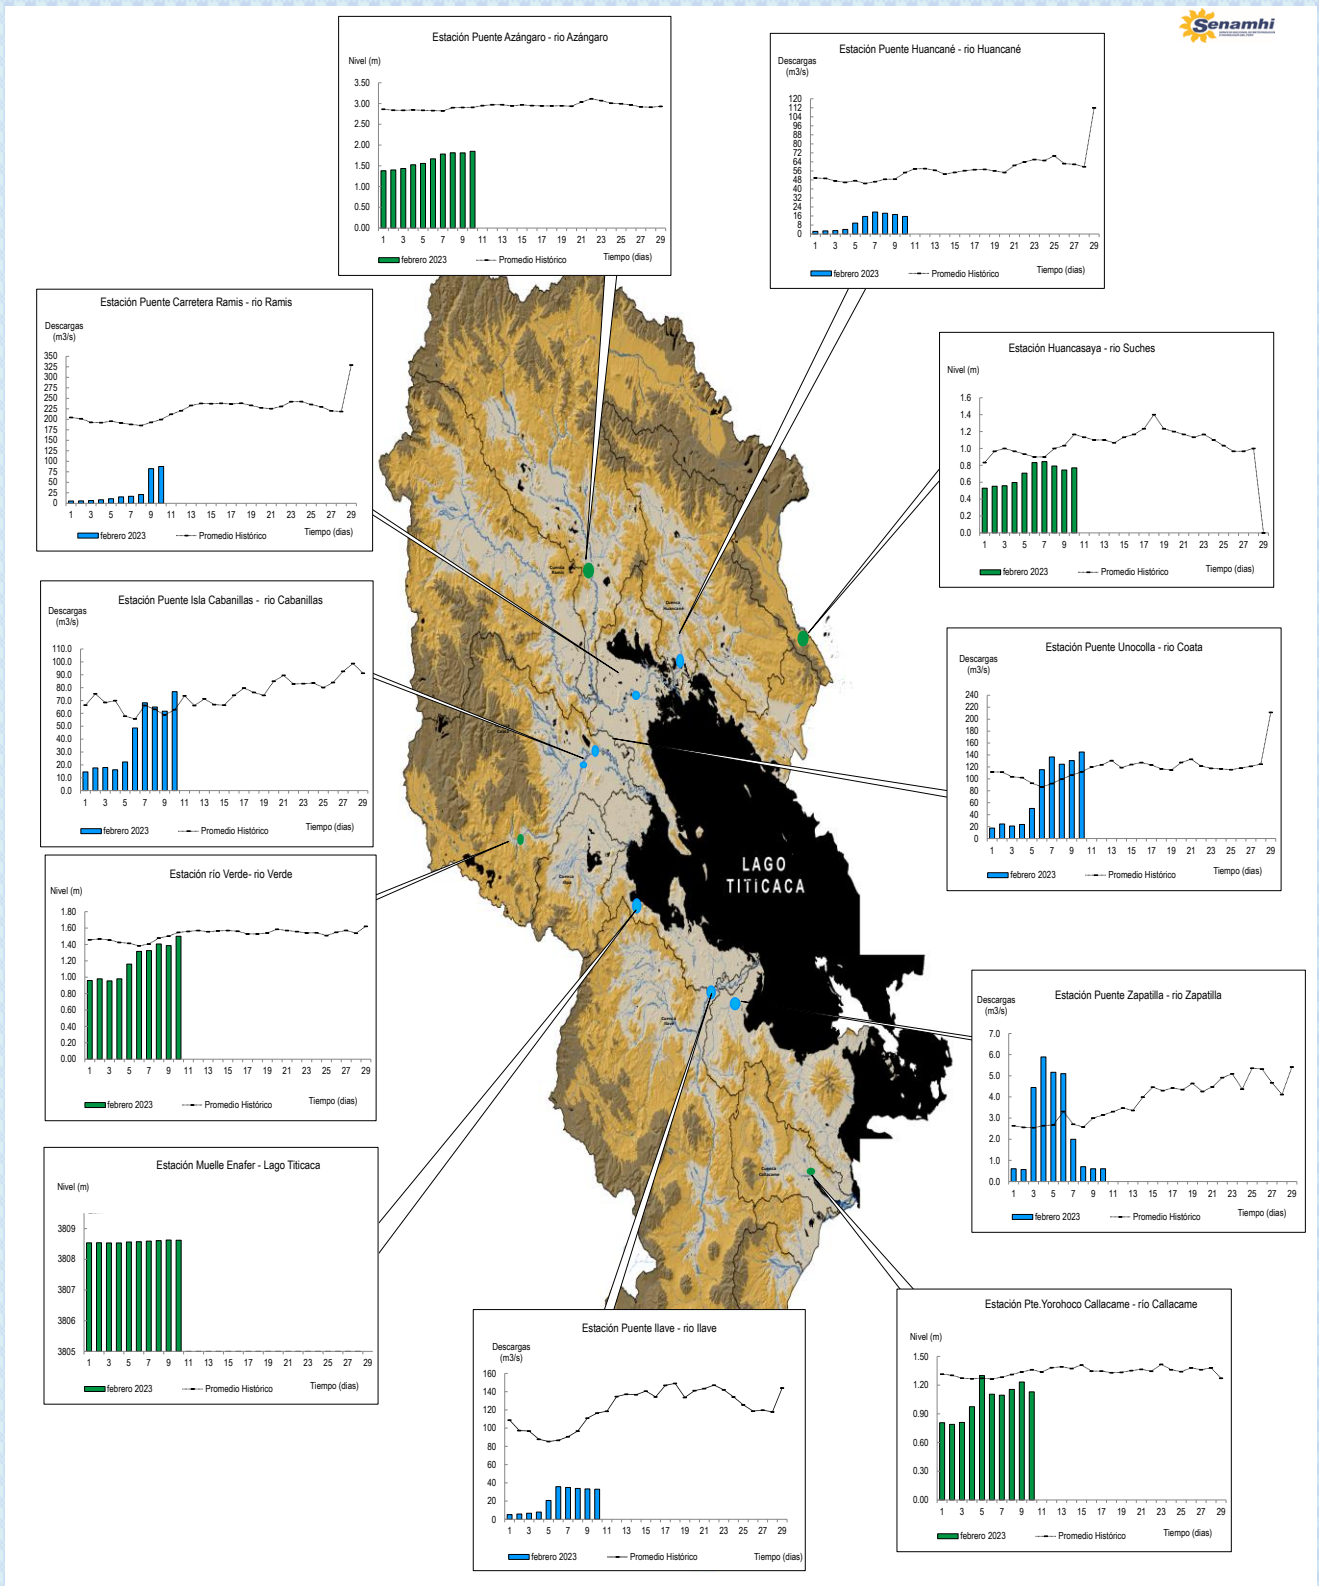 Senamhi
Estación Puente Azángaro - rio Azángaro
Nivel (m)
3.50
3.00
2.50
2.00
1.50
1.00
0.50
0.00
1 3 5 7 9 11 13 15 17 19 21 23 25 27 29
febrero 2023 Promedio Histórico Tiempo (dias)
Estación Puente Huancané - rio Huancané
Descargas
(m3/s)
120
112
104
96
88
80
72
64
56
48
40
32
24
16
8
0
1 3 5 7 9 11 13 15 17 19 21 23 25 27 29
febrero 2023 Promedio Histórico Tiempo (dias)
Estación Puente Carretera Ramis - rio Ramis
Descargas
(m3/s)
350
325
300
275
250
225
200
175
150
125
100
75
50
25
0
1 3 5 7 9 11 13 15 17 19 21 23 25 27 29
febrero 2023 Promedio Histórico Tiempo (dias)
Estación Huancasaya - rio Suches
Nivel (m)
1.6
1.4
1.2
1.0
0.8
0.6
0.4
0.2
0.0
1 3 5 7 9 11 13 15 17 19 21 23 25 27 29
febrero 2023 Promedio Histórico Tiempo (dias)
Estación Puente Isla Cabanillas - rio Cabanillas
Descargas
(m3/s)
110.0
100.0
90.0
80.0
70.0
60.0
50.0
40.0
30.0
20.0
10.0
0.0
1 3 5 7 9 11 13 15 17 19 21 23 25 27 29
febrero 2023 Promedio Histórico Tiempo (dias)
Estación Puente Unocolla - rio Coata
Descargas
(m3/s)
240
220
200
180
160
140
120
100
80
60
40
20
0
1 3 5 7 9 11 13 15 17 19 21 23 25 27 29
febrero 2023 Promedio Histórico Tiempo (dias)
Cuenca
Ramis
Cuenca
Huancané
LAGO
TITICACA
Cuenca
Cuenca
Ilave
Cuenca
Callacame
Estación río Verde- rio Verde
Nivel (m)
1.80
1.60
1.40
1.20
1.00
0.80
0.60
0.40
0.20
0.00
1 3 5 7 9 11 13 15 17 19 21 23 25 27 29
febrero 2023 Promedio Histórico Tiempo (dias)
Estación Puente Zapatilla - rio Zapatilla
Descargas
(m3/s)
7.0
6.0
5.0
4.0
3.0
2.0
1.0
0.0
1 3 5 7 9 11 13 15 17 19 21 23 25 27 29
febrero 2023 Promedio Histórico Tiempo (dias)
Estación Muelle Enafer - Lago Titicaca
Nivel (m)
3809
3808
3807
3806
3805
1 3 5 7 9 11 13 15 17 19 21 23 25 27 29
febrero 2023 Promedio Histórico Tiempo (dias)
Estación Puente Ilave - rio Ilave
Descargas
(m3/s)
160
140
120
100
80
60
40
20
0
1 3 5 7 9 11 13 15 17 19 21 23 25 27 29
febrero 2023 Promedio Histórico Tiempo (dias)
Estación Pte.Yorohoco Callacame - río Callacame
Nivel (m)
1.50
1.20
0.90
0.60
0.30
0.00
1 3 5 7 9 11 13 15 17 19 21 23 25 27 29
febrero 2023 Promedio Histórico Tiempo (dias)